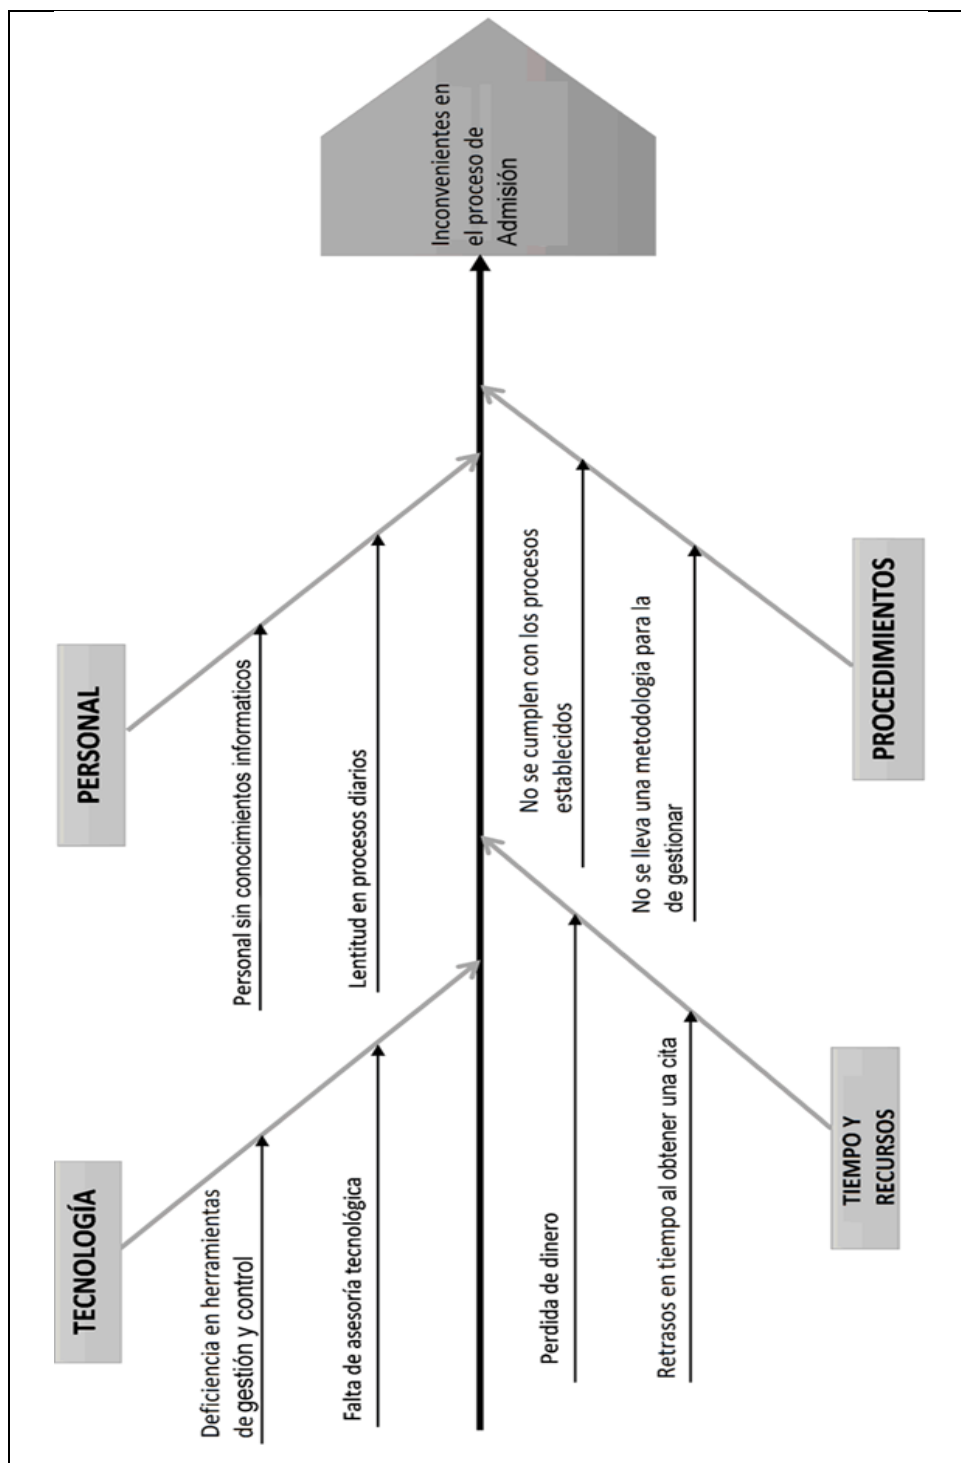 TECNOLOGÍA
Deficiencia en herramientas
de gestión y control
Falta de asesoría tecnológica
PERSONAL
Personal sin conocimientos informaticos
Lentitud en procesos diarios
Inconvenientes en
el proceso de
Admisión
Perdida de dinero
Retrasos en tiempo al obtener una cita
TIEMPO Y
RECURSOS
No se cumplen con los procesos
establecidos
No se lleva una metodologia para la
de gestionar
PROCEDIMIENTOS